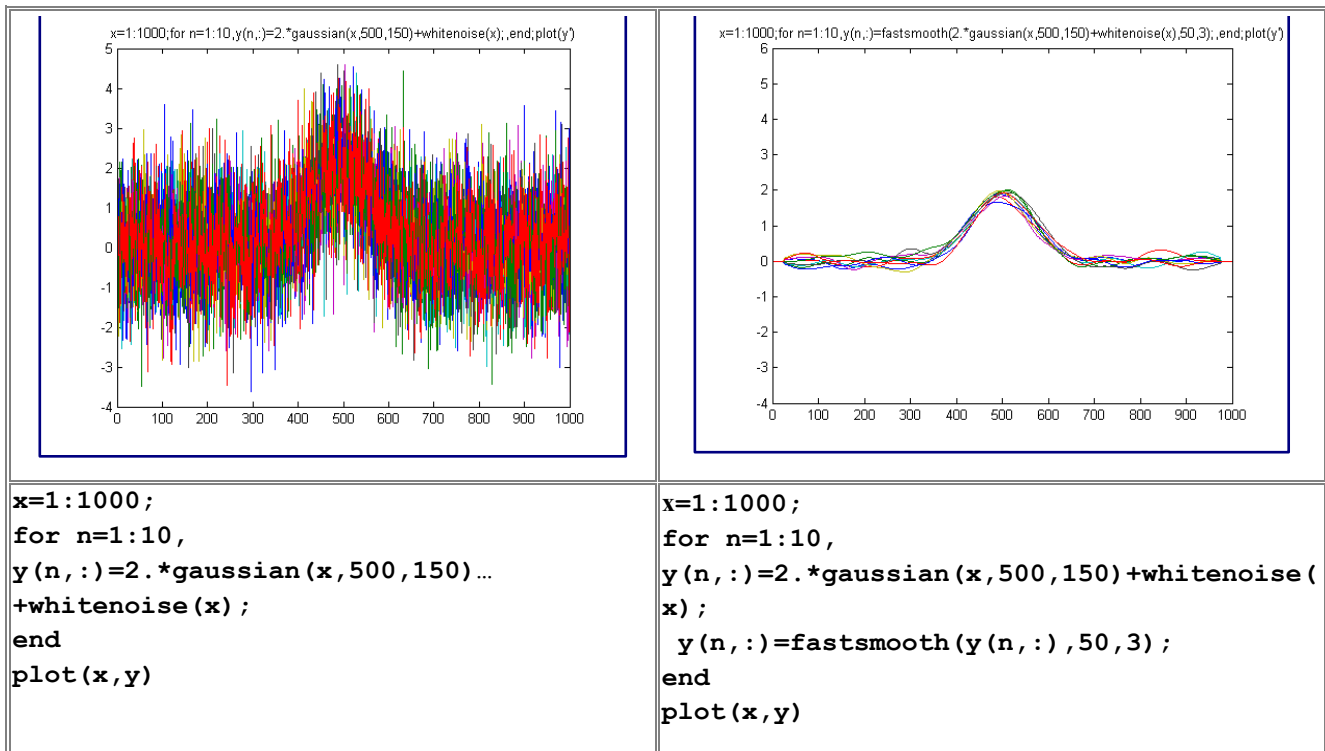 x=1:1000;for n=1:10,y(n,:)=2.*gaussian(x,500,150)+whitenoise(x);,end;plot(y')
5
4
3
2
1
0
-1
-2
-3
-4
0 100 200 300 400 500 600 700 800 900 1000
x=1:1000;for n=1:10,y(n,:)=fastsmooth(2.*gaussian(x,500,150)+whitenoise(x),50,3);,end;plot(y')
6
5
4
3
2
1
0
-1
-2
-3
-4
0 100 200 300 400 500 600 700 800 900 1000
x=1:1000;
for n=1:10,
y(n,:)=2.*gaussian(x,500,150)…
+whitenoise(x);
end
plot(x,y)
x=1:1000;
for n=1:10,
y(n,:)=2.*gaussian(x,500,150)+whitenoise(
x);
y(n,:)=fastsmooth(y(n,:),50,3);
end
plot(x,y)